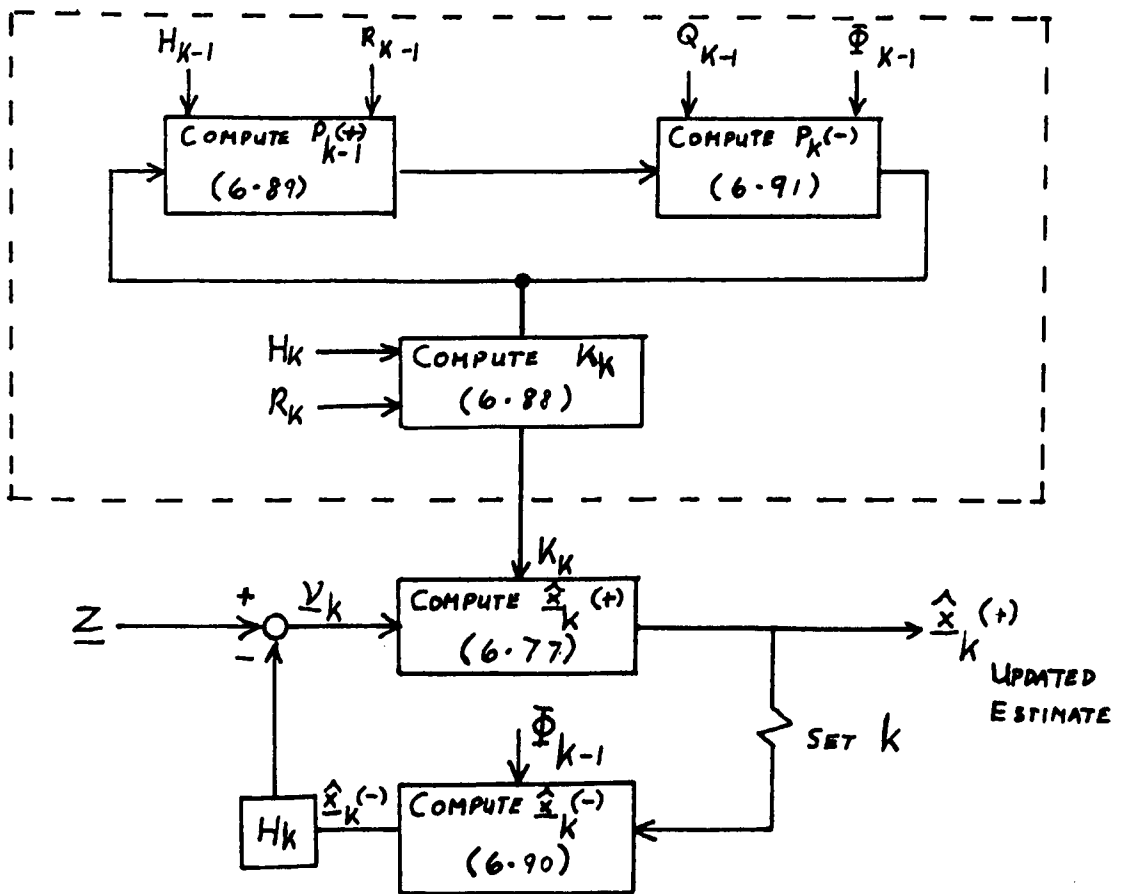 H_{k-1}
R_{k-1}
Q_{k-1}
Φ_{k-1}
COMPUTE P_{k-1}(+)
(6·89)
COMPUTE P_k(-)
(6·91)
H_k
R_k
COMPUTE K_k
(6·88)
K_k
Z
+
-
ν_k
COMPUTE x̂_k(+)
(6·77)
x̂_k(+)
UPDATED
ESTIMATE
SET k
Φ_{k-1}
H_k
x̂_k(-)
COMPUTE x̂_k(-)
(6·90)